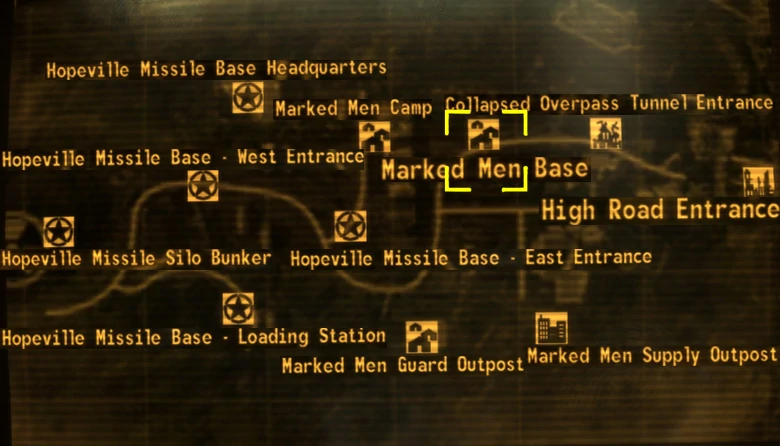 Hopeville Missile Base Headquarters
Marked Men Camp
Collapsed Overpass Tunnel Entrance
Hopeville Missile Base - West Entrance
Marked Men Base
High Road Entrance
Hopeville Missile Silo Bunker
Hopeville Missile Base - East Entrance
Hopeville Missile Base - Loading Station
Marked Men Guard Outpost
Marked Men Supply Outpost